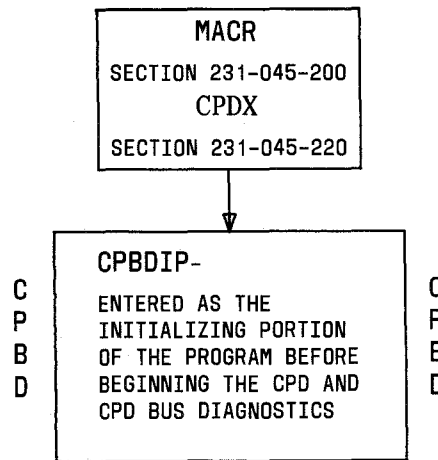 MACR
SECTION 231-045-200
CPDX
SECTION 231-045-220
CPBDIP-
ENTERED AS THE
INITIALIZING PORTION
OF THE PROGRAM BEFORE
BEGINNING THE CPD AND
CPD BUS DIAGNOSTICS
C
P
B
D